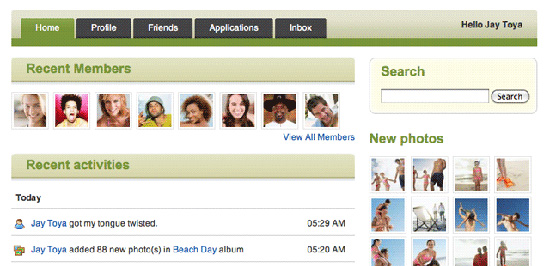 Home Profile Friends Applications Inbox Hello Jay Toya
Recent Members
View All Members
Recent activities
Today
Jay Toya got my tongue twisted. 05:29 AM
Jay Toya added 88 new photo(s) in Beach Day album 05:20 AM
Search
Search
New photos